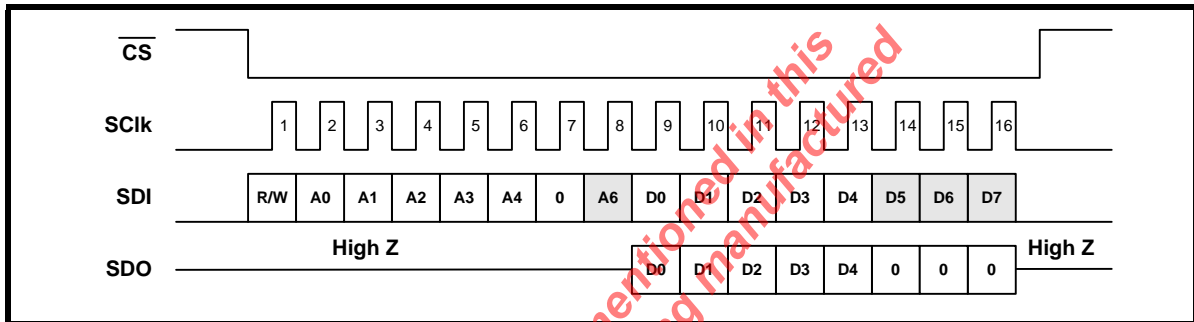 CS
SClk 1 2 3 4 5 6 7 8 9 10 11 12 13 14 15 16
SDI R/W A0 A1 A2 A3 A4 0 A6 D0 D1 D2 D3 D4 D5 D6 D7
High Z High Z
SDO D0 D1 D2 D3 D4 0 0 0
mentioned in this
ng manufactured